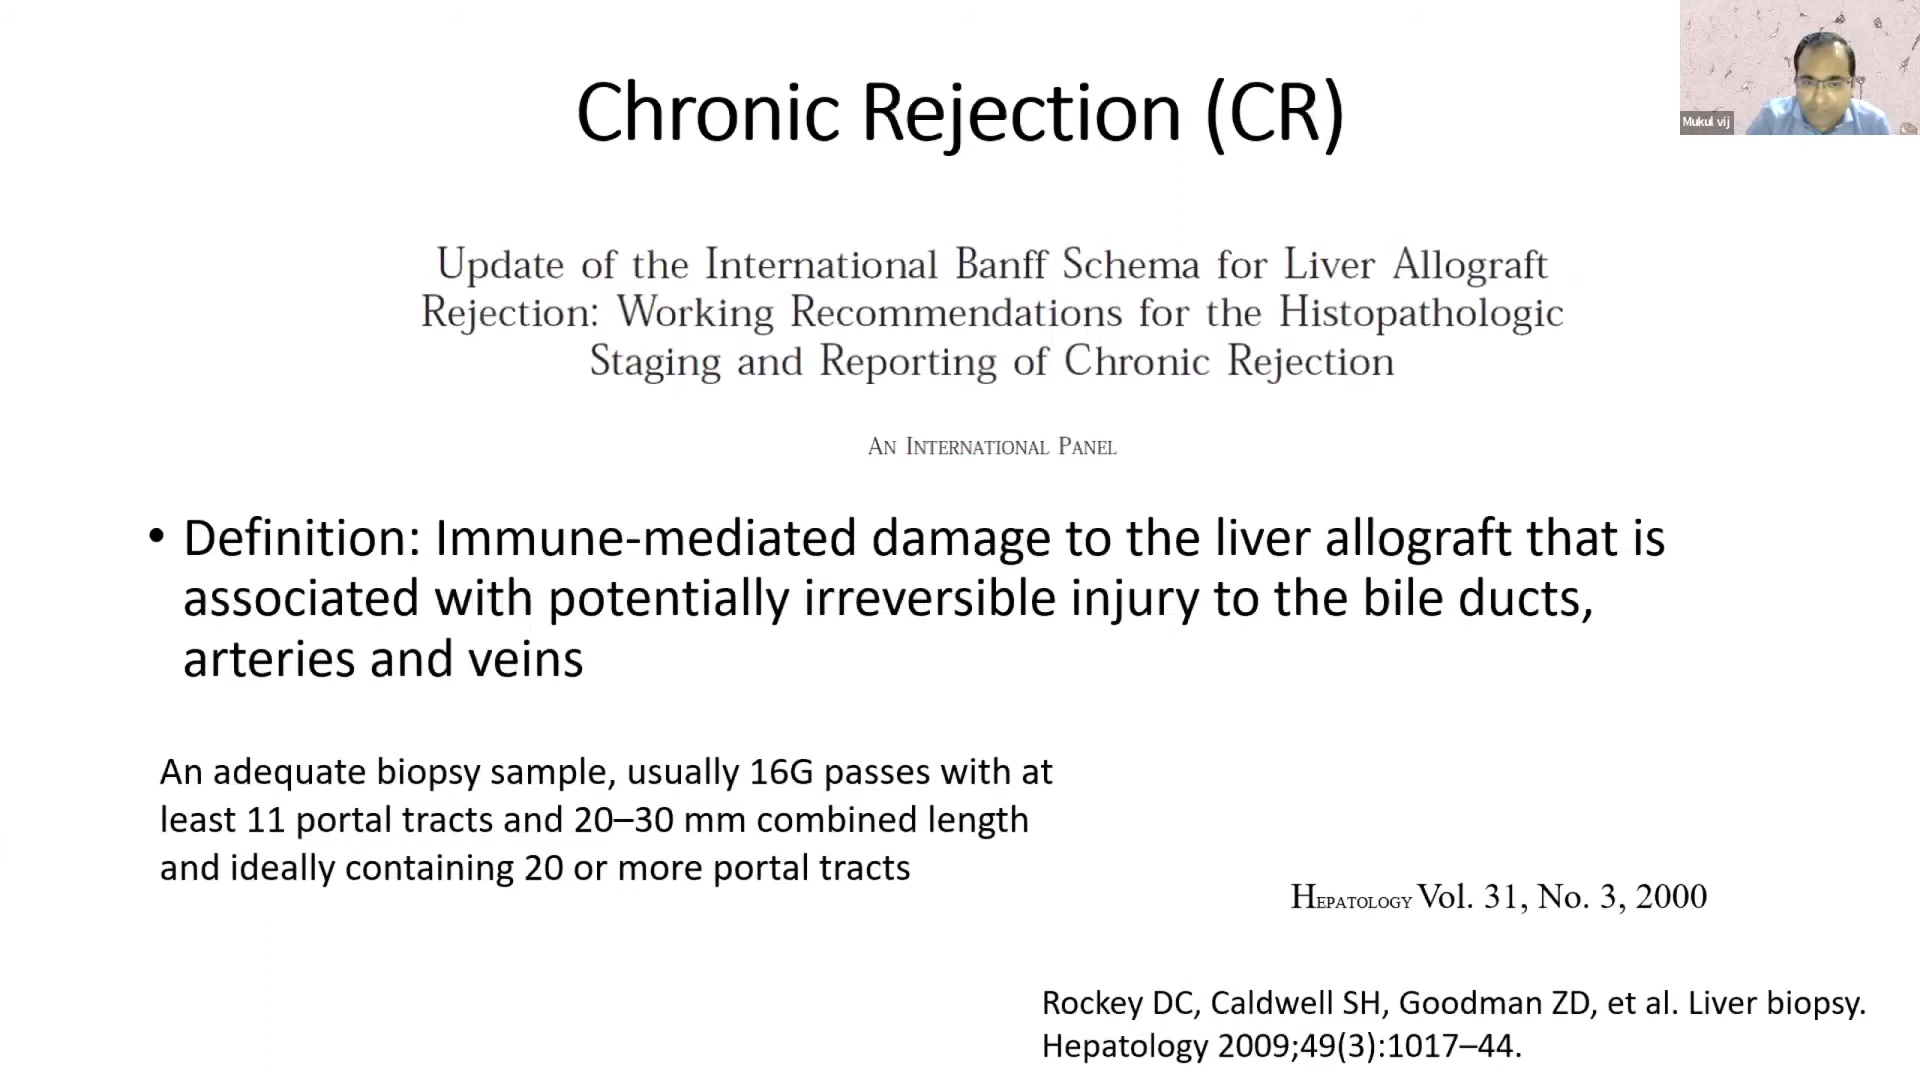 Chronic Rejection (CR)
Mukul vij
Update of the International Banff Schema for Liver Allograft
Rejection: Working Recommendations for the Histopathologic
Staging and Reporting of Chronic Rejection
AN INTERNATIONAL PANEL
• Definition: Immune-mediated damage to the liver allograft that is
associated with potentially irreversible injury to the bile ducts,
arteries and veins
An adequate biopsy sample, usually 16G passes with at
least 11 portal tracts and 20–30 mm combined length
and ideally containing 20 or more portal tracts
HEPATOLOGY Vol. 31, No. 3, 2000
Rockey DC, Caldwell SH, Goodman ZD, et al. Liver biopsy.
Hepatology 2009;49(3):1017–44.